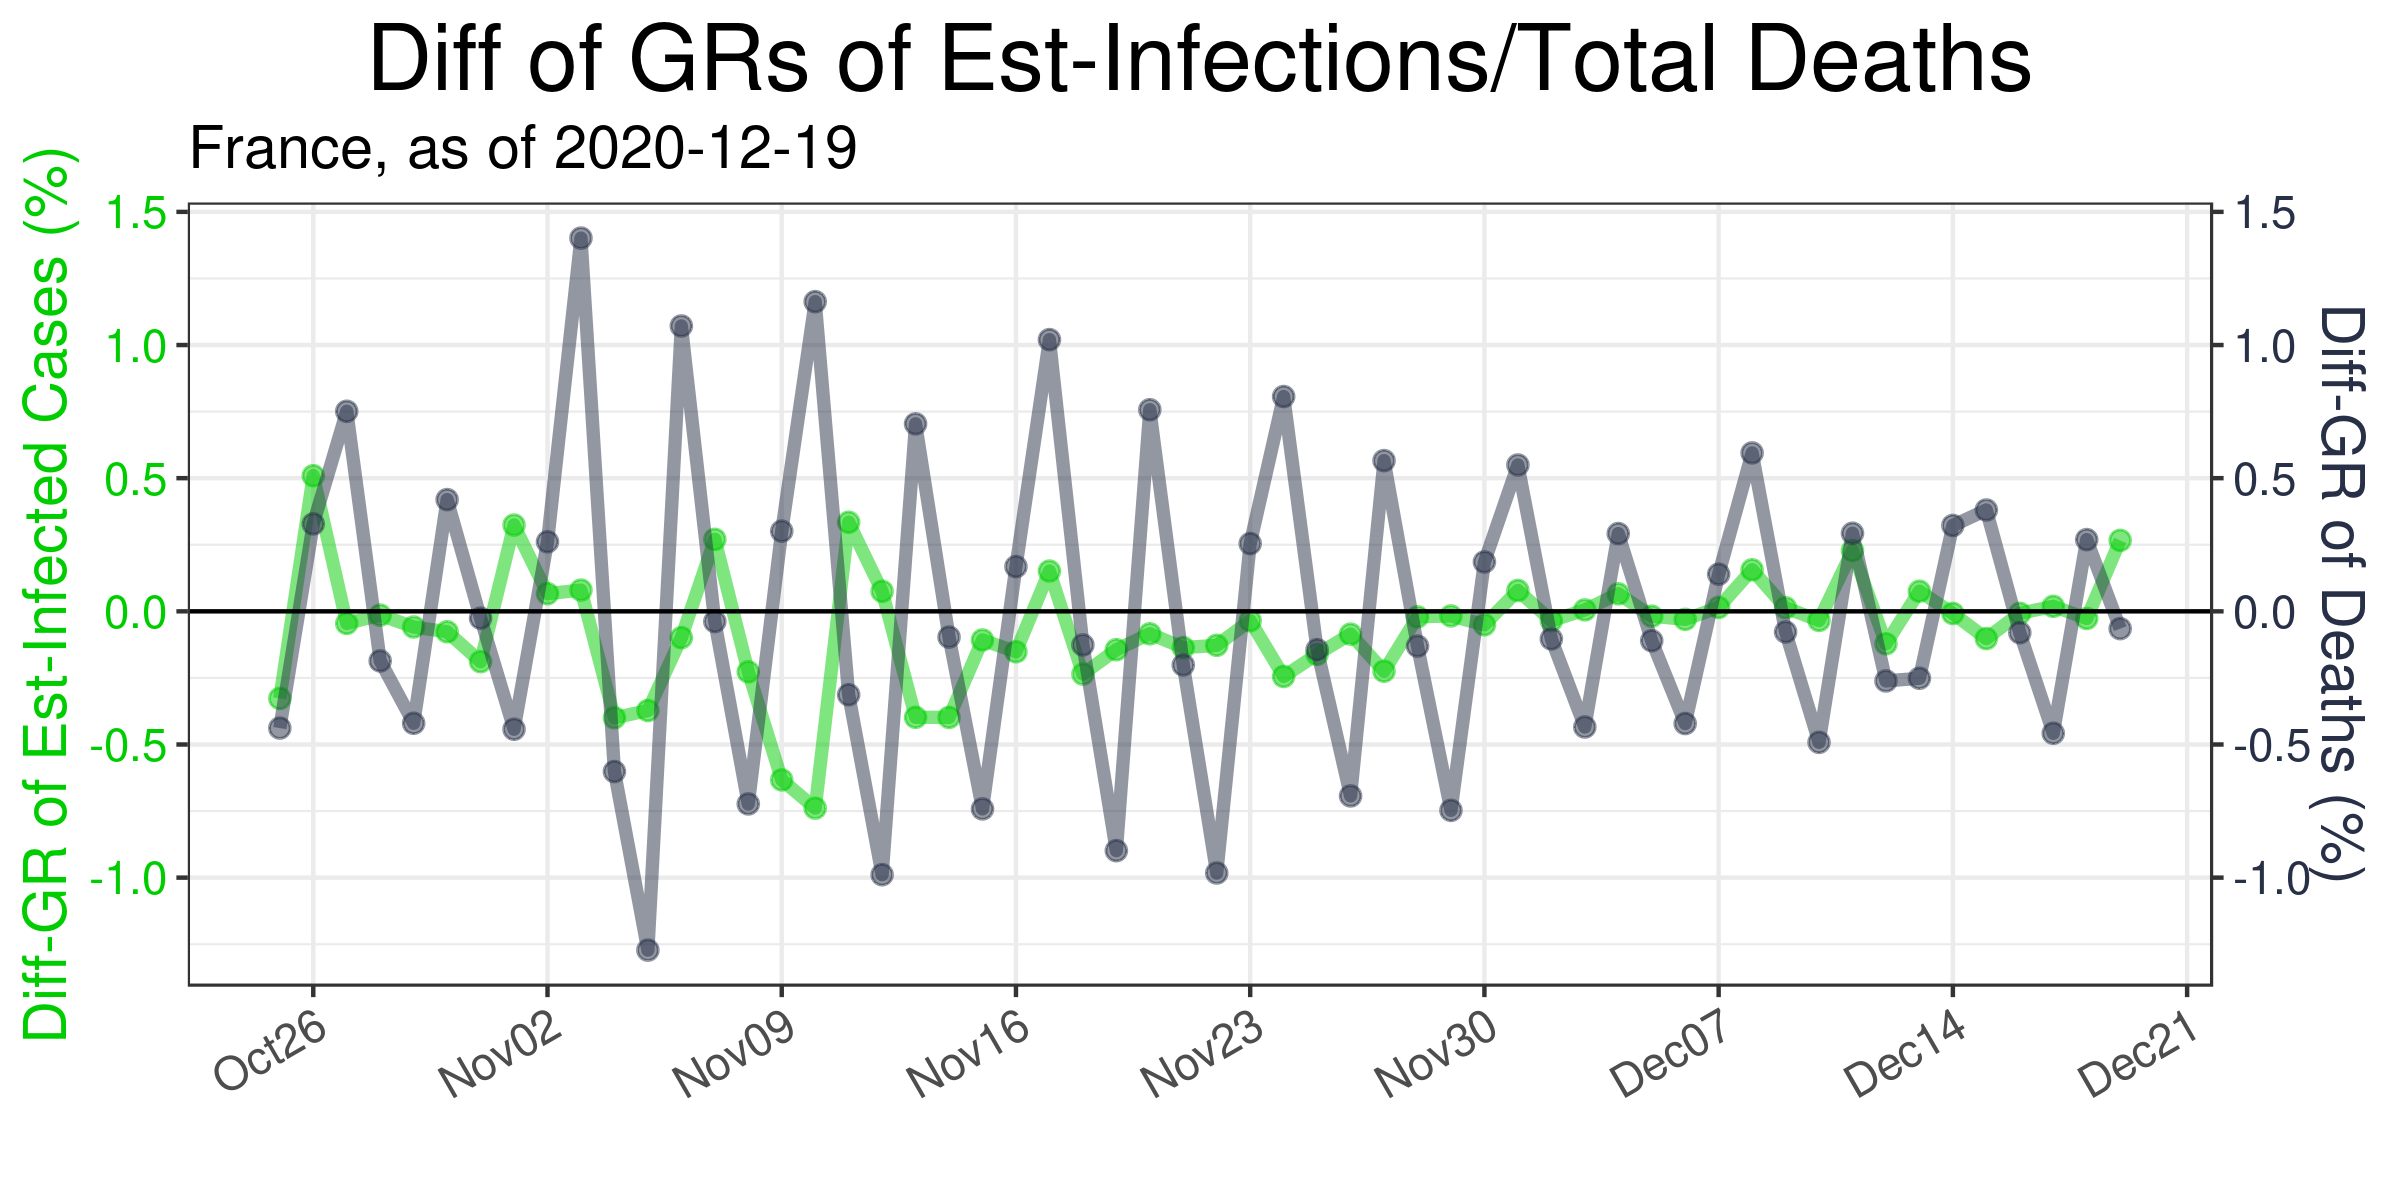 Diff of GRs of Est-Infections/Total Deaths
France, as of 2020-12-19
Diff-GR of Est-Infected Cases (%)
1.5
1.0
0.5
0.0
-0.5
-1.0
1.5
1.0
0.5
0.0
-0.5
-1.0
Diff-GR of Deaths (%)
Oct26
Nov02
Nov09
Nov16
Nov23
Nov30
Dec07
Dec14
Dec21